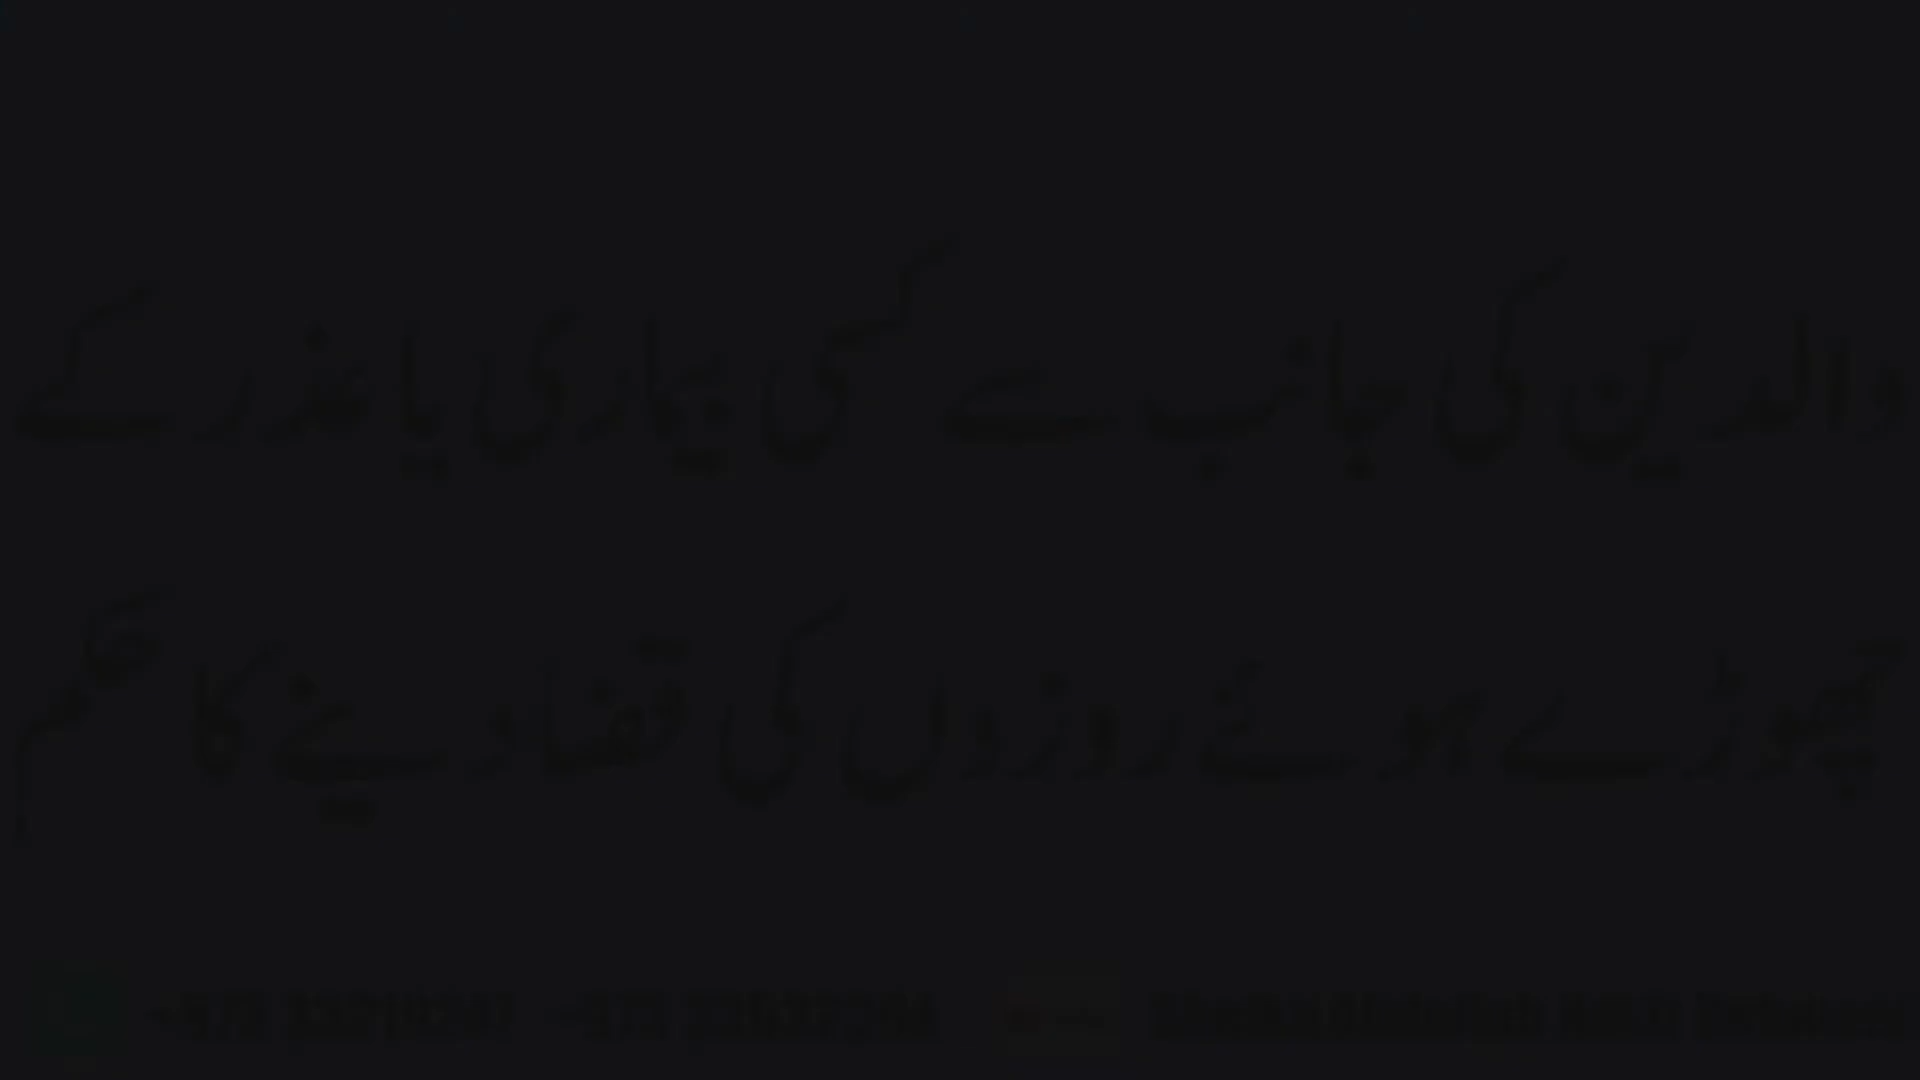 والدین کی جانب سے کسی بیماری یا عذر کے
چھوڑے ہوئے روزوں کی قضا دینے کا حکم